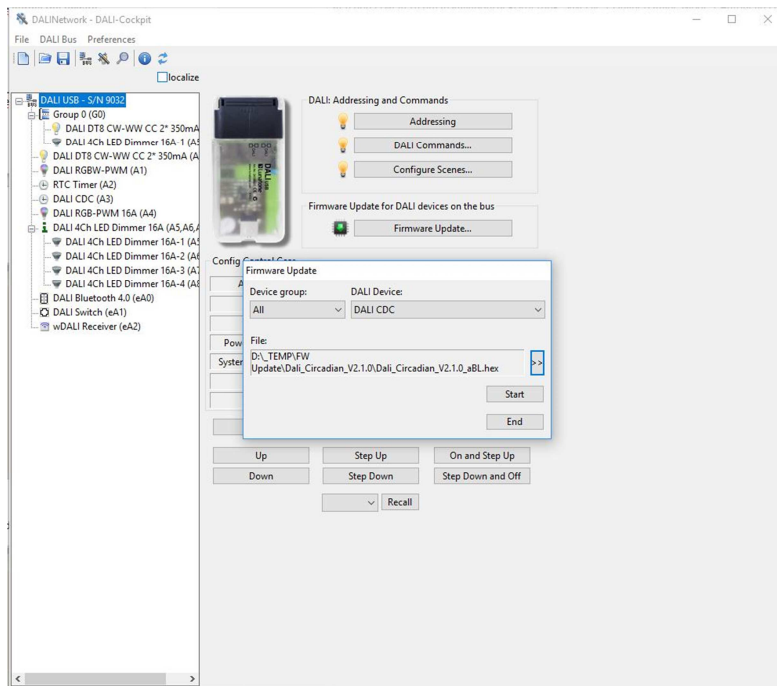 DALINetwork - DALI-Cockpit
File DALI Bus Preferences
localize
DALI USB - S/N 9032
Group 0 (G0)
DALI DT8 CW-WW CC 2* 350mA
DALI 4Ch LED Dimmer 16A-1 (A5
DALI DT8 CW-WW CC 2* 350mA (A
DALI RGBW-PWM (A1)
RTC Timer (A2)
DALI CDC (A3)
DALI RGB-PWM 16A (A4)
DALI 4Ch LED Dimmer 16A (A5,A6,A
DALI 4Ch LED Dimmer 16A-1 (A5
DALI 4Ch LED Dimmer 16A-2 (A6
DALI 4Ch LED Dimmer 16A-3 (A7
DALI 4Ch LED Dimmer 16A-4 (A8
DALI Bluetooth 4.0 (eA0)
DALI Switch (eA1)
wDALI Receiver (eA2)
DALI: Addressing and Commands
Addressing
DALI Commands...
Configure Scenes...
Firmware Update for DALI devices on the bus
Firmware Update...
Config
Pow
System
Firmware Update
Device group: DALI Device:
All DALI CDC
File:
D:\_TEMP\FW
Update\Dali_Circadian_V2.1.0\Dali_Circadian_V2.1.0_aBL.hex
>>
Start
End
Up Step Up On and Step Up
Down Step Down Step Down and Off
Recall